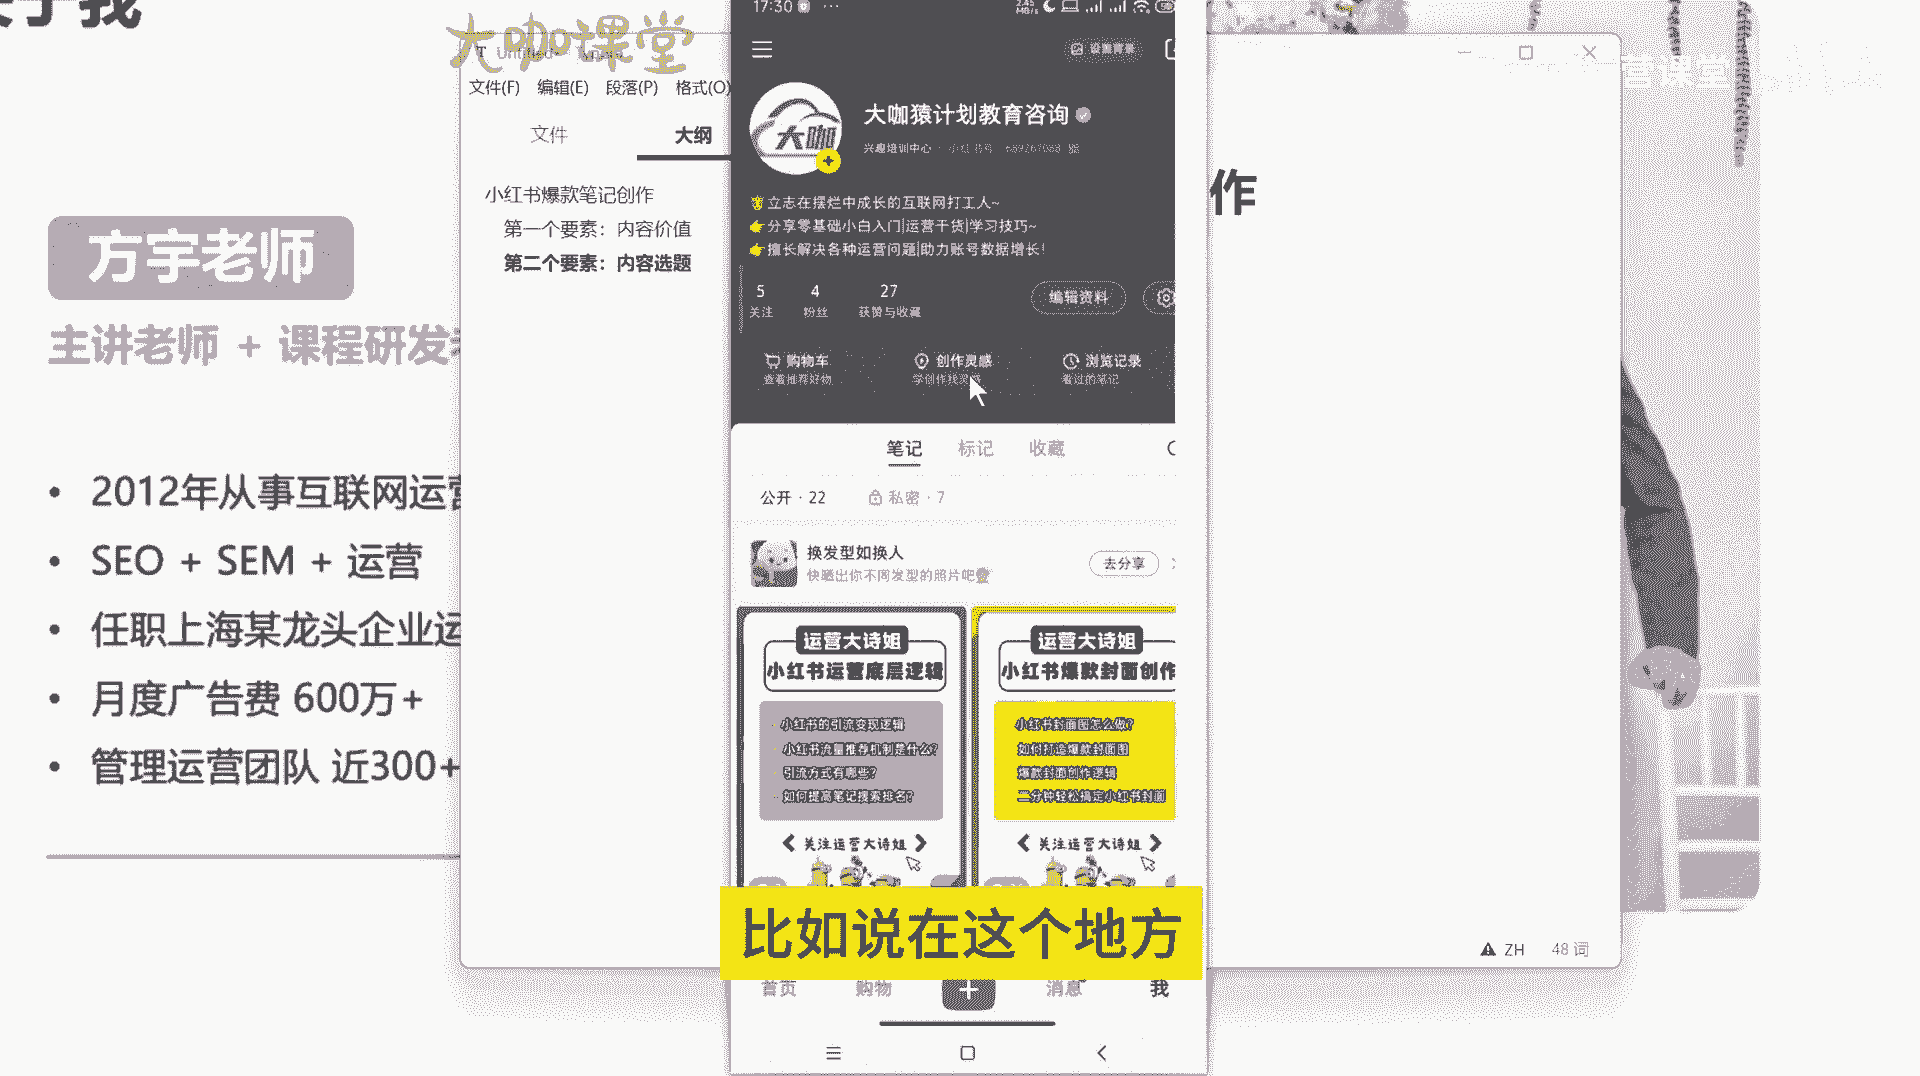 关于我
大咖课堂
Untitled
文件(F) 编辑(E) 段落(P) 格式(O)
文件 大纲
小红书爆款笔记创作
第一个要素：内容价值
第二个要素：内容选题
方宇老师
主讲老师 + 课程研发
• 2012年从事互联网运营
• SEO + SEM + 运营
• 任职上海某龙头企业运
• 月度广告费 600万+
• 管理运营团队 近300+
17:30
设置背景
大咖
大咖猿计划教育咨询
兴趣培训中心
立志在摆烂中成长的互联网打工人~
分享零基础小白入门|运营干货|学习技巧~
擅长解决各种运营问题|助力账号数据增长!
5 4 27
关注 粉丝 获赞与收藏
编辑资料
购物车 创作灵感 浏览记录
查看推荐好物 学创作找灵感 看过的笔记
笔记 标记 收藏
公开 · 22 私密 · 7
换发型如换人
快晒出你不同发型的照片吧
去分享
运营大诗姐
小红书运营底层逻辑
小红书的引流变现逻辑
小红书流量推荐机制是什么?
引流方式有哪些?
如何提高笔记搜索排名?
关注运营大诗姐
运营大诗姐
小红书爆款封面创作
小红书封面图怎么做?
如何打造爆款封面图
爆款封面创作逻辑
二分钟轻松搞定小红书封面
关注运营大诗姐
比如说在这个地方
首页 购物 消息 我
作
营课堂
ZH 48 词